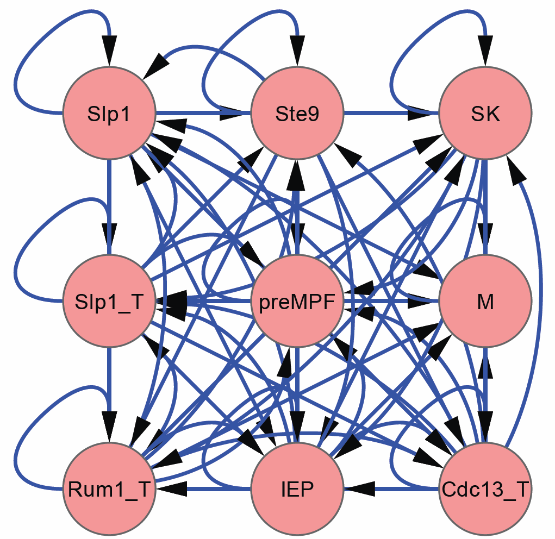 Slp1
Ste9
SK
Slp1_T
preMPF
M
Rum1_T
IEP
Cdc13_T